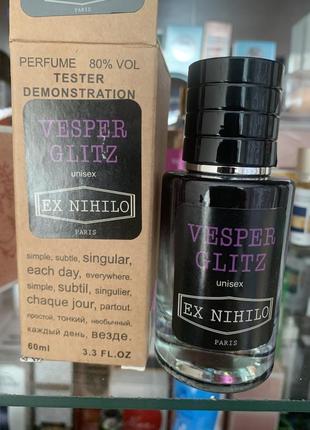 PERFUME 80% VOL
TESTER
DEMONSTRATION
VESPER
GLITZ
unisex
EX NIHILO
PARIS
simple, subtle, singular,
each day, everywhere.
simple, subtil, singulier,
chaque jour, partout.
простой, тонкий, необычный.
каждый день, везде.
60ml 3.3 FL.OZ
VESPER
GLITZ
unisex
EX NIHILO
PARIS